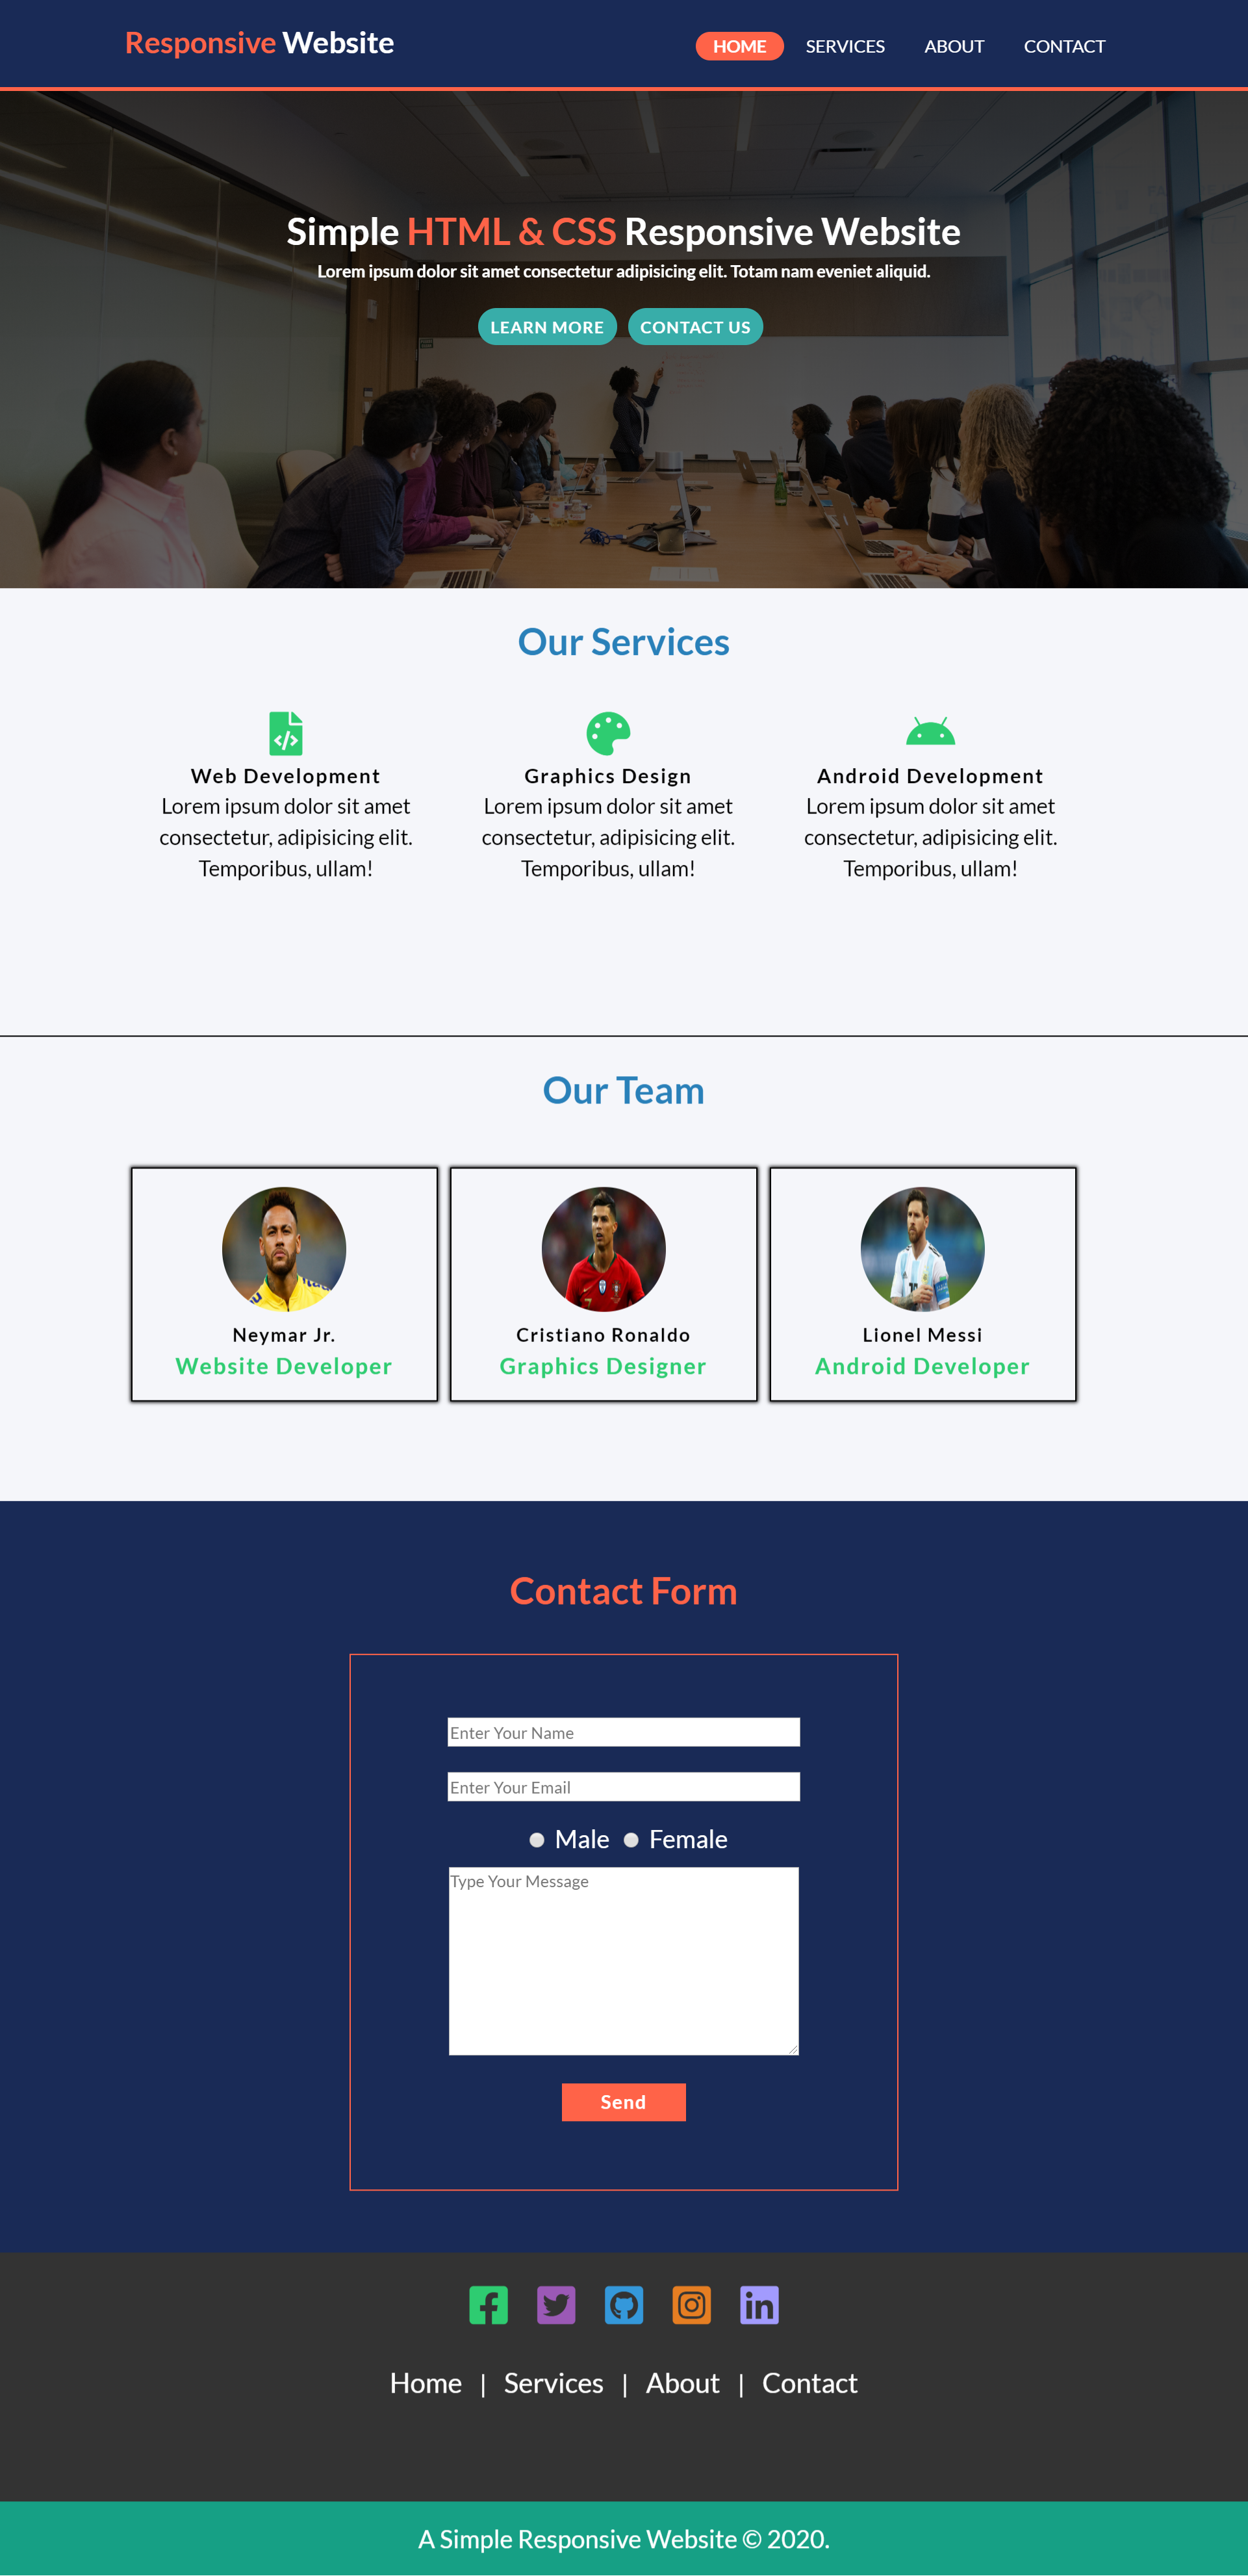 Responsive Website
HOME SERVICES ABOUT CONTACT
Simple HTML & CSS Responsive Website
Lorem ipsum dolor sit amet consectetur adipisicing elit. Totam nam eveniet aliquid.
LEARN MORE CONTACT US
Our Services
Web Development
Lorem ipsum dolor sit amet
consectetur, adipisicing elit.
Temporibus, ullam!
Graphics Design
Lorem ipsum dolor sit amet
consectetur, adipisicing elit.
Temporibus, ullam!
Android Development
Lorem ipsum dolor sit amet
consectetur, adipisicing elit.
Temporibus, ullam!
Our Team
Neymar Jr.
Website Developer
Cristiano Ronaldo
Graphics Designer
Lionel Messi
Android Developer
Contact Form
Enter Your Name
Enter Your Email
Male Female
Type Your Message
Send
Home | Services | About | Contact
A Simple Responsive Website © 2020.